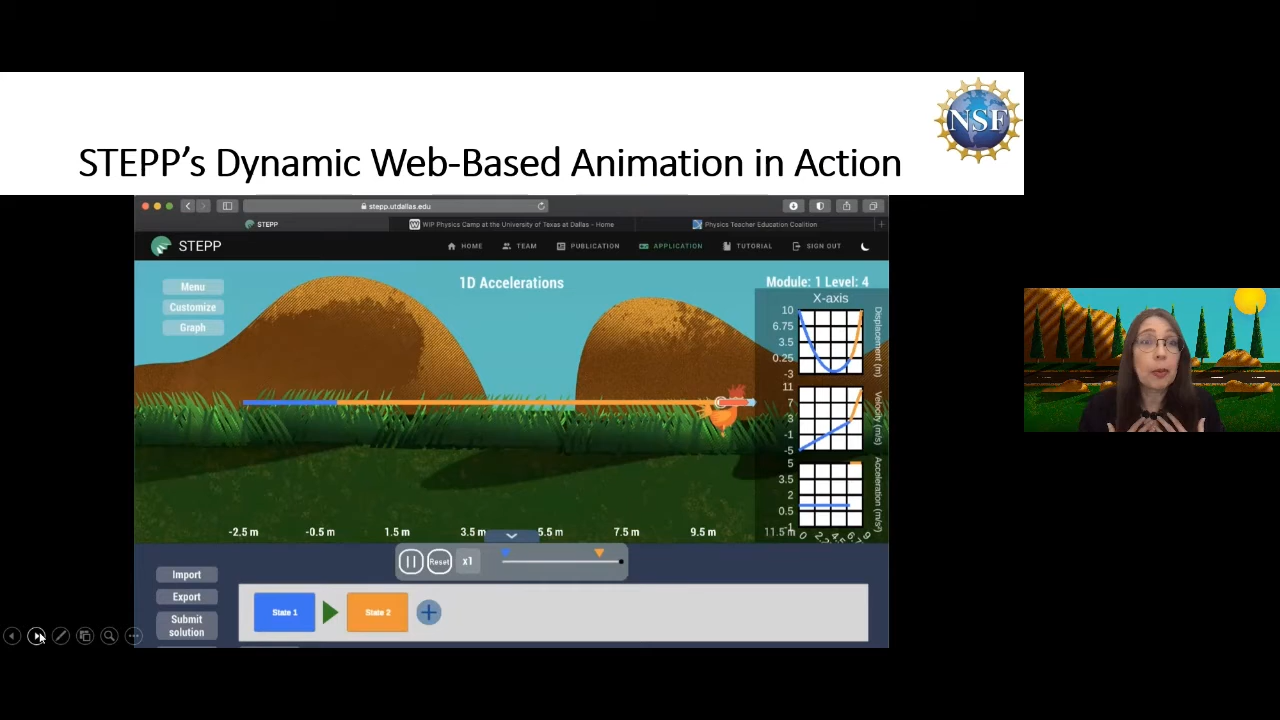 NSF
STEPP's Dynamic Web-Based Animation in Action
stepp.utdallas.edu
STEPP
WIP Physics Camp at the University of Texas at Dallas - Home
Physics Teacher Education Coalition
STEPP
HOME
TEAM
PUBLICATION
APPLICATION
TUTORIAL
SIGN OUT
Menu
Customize
Graph
1D Accelerations
Module: 1 Level: 4
X-axis
10
6.75
3.5
0.25
-3
Displacement (m)
11
7
3
-1
-5
Velocity (m/s)
5
3.5
2
0.5
-1
Acceleration (m/s²)
0
-2.5 m
-0.5 m
1.5 m
3.5 m
5.5 m
7.5 m
9.5 m
11.5 m
Reset
x1
Import
Export
Submit
solution
State 1
State 2